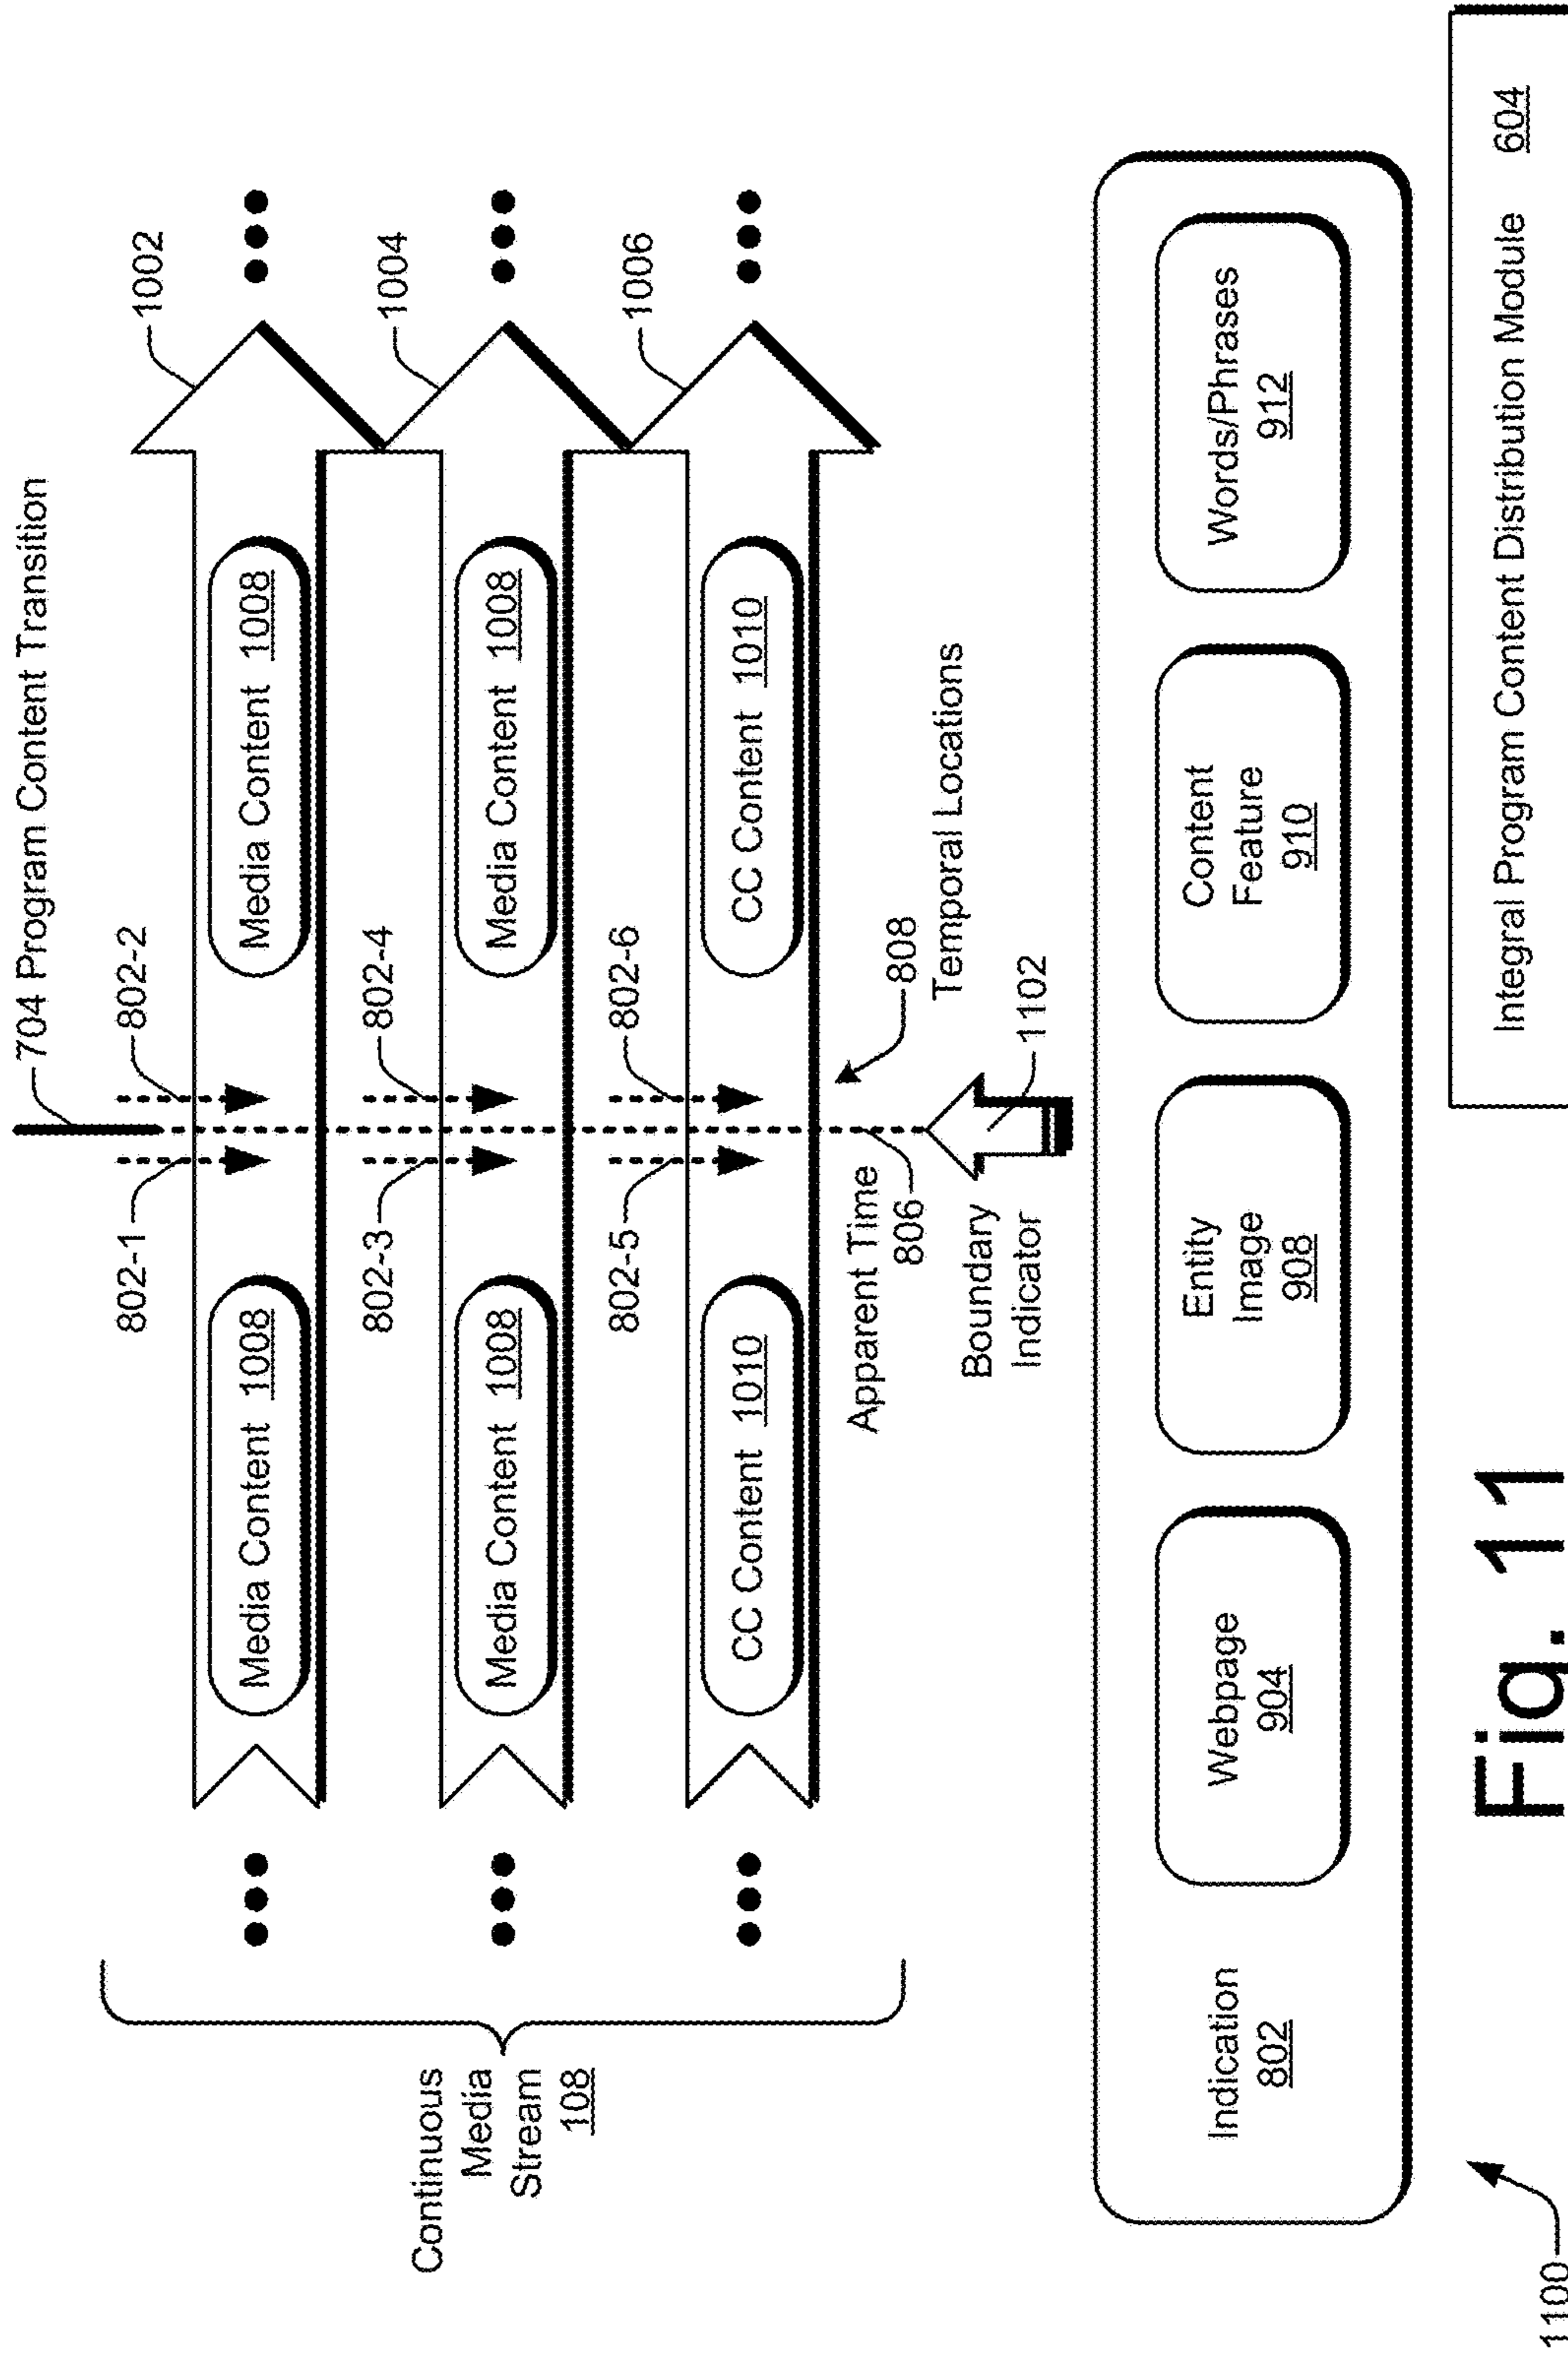 704 Program Content Transition
802-1
802-2
1002
Media Content 1008
Media Content 1008
802-3
802-4
1004
Continuous
Media
Stream
108
Media Content 1008
Media Content 1008
802-5
802-6
1006
CC Content 1010
CC Content 1010
Apparent Time
806
808
Temporal Locations
Boundary
Indicator
1102
Indication
802
Webpage
904
Entity
Image
908
Content
Feature
910
Words/Phrases
912
1100
Fig. 11
Integral Program Content Distribution Module 604